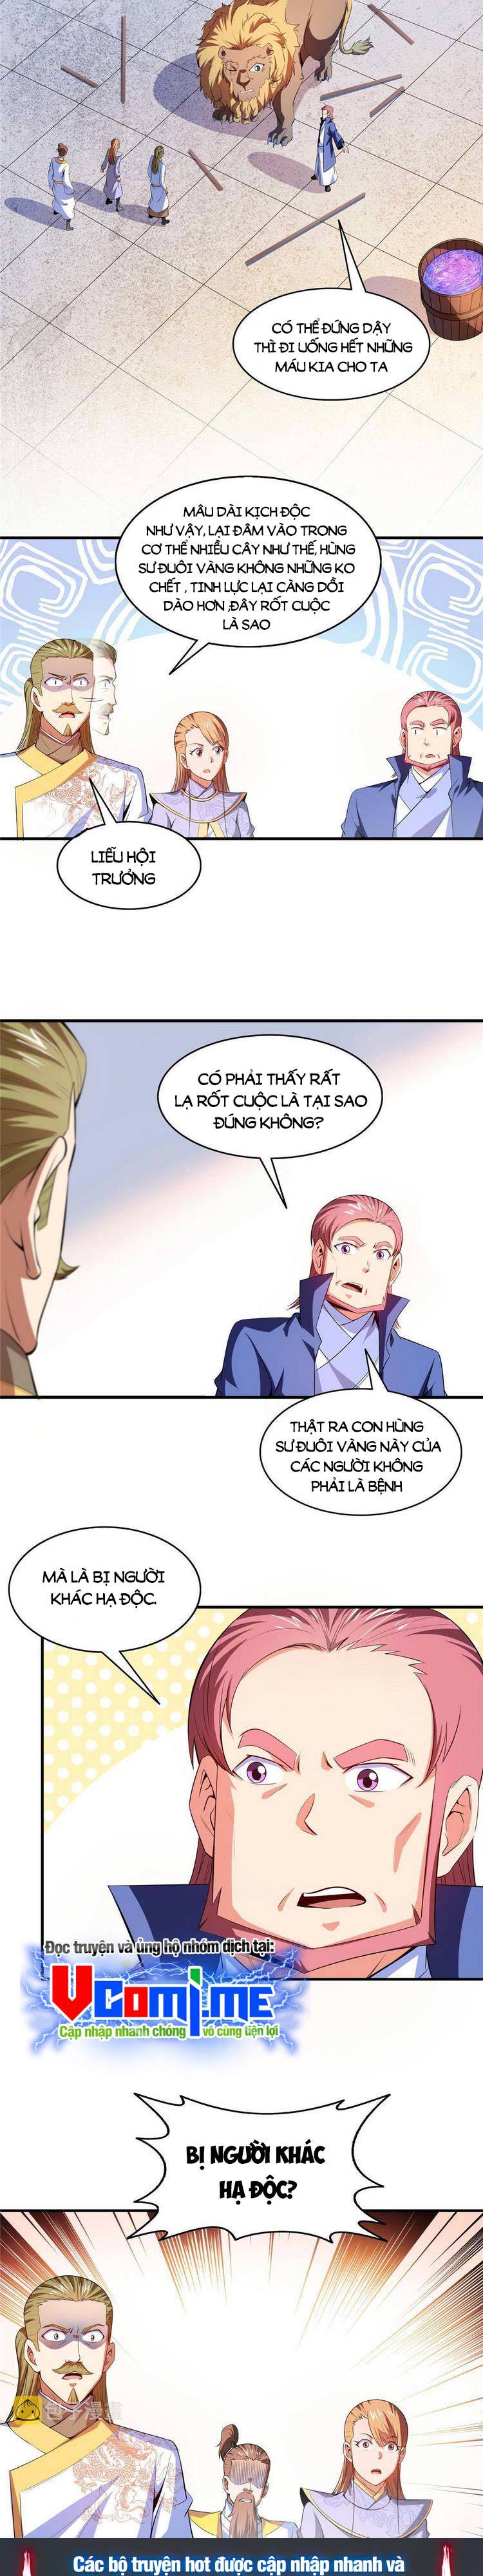 CÓ THỂ ĐỨNG DẬY
THÌ ĐI UỐNG HẾT NHỮNG
MÁU KIA CHO TA
MÂU DÀI KỊCH ĐỘC
NHƯ VẬY, LẠI ĐÂM VÀO TRONG
CƠ THỂ NHIỀU CÂY NHƯ THẾ, HÙNG
SƯ ĐUÔI VÀNG KHÔNG NHỮNG KO
CHẾT , TINH LỰC LẠI CÀNG DỒI
DÀO HƠN ,ĐÂY RỐT CUỘC
LÀ SAO
LIỄU HỘI
TRƯỞNG
CÓ PHẢI THẤY RẤT
LẠ RỐT CUỘC LÀ TẠI SAO
ĐÚNG KHÔNG?
THẬT RA CON HÙNG
SƯ ĐUÔI VÀNG NÀY CỦA
CÁC NGƯỜI KHÔNG
PHẢI LÀ BỆNH
MÀ LÀ BỊ NGƯỜI
KHÁC HẠ ĐỘC.
Đọc truyện và ủng hộ nhóm dịch tại:
VComi.ME
Cập nhập nhanh chóng vô cùng tiện lợi
BỊ NGƯỜI KHÁC
HẠ ĐỘC?
包子漫畫
Các bộ truyện hot được cập nhập nhanh và